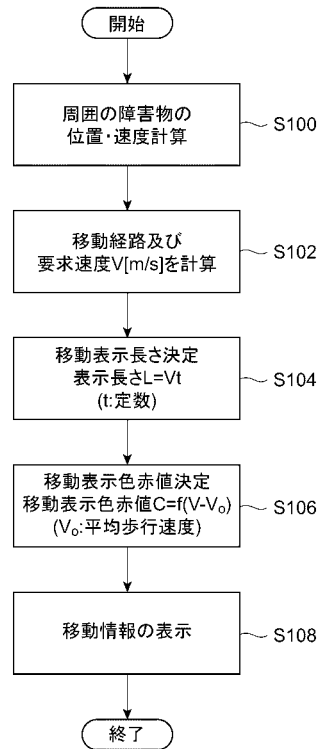 開始
周囲の障害物の
位置・速度計算
S100
移動経路及び
要求速度V[m/s]を計算
S102
移動表示長さ決定
表示長さL=Vt
(t:定数)
S104
移動表示色赤値決定
移動表示色赤値C=f(V-Vo)
(Vo:平均歩行速度)
S106
移動情報の表示
S108
終了